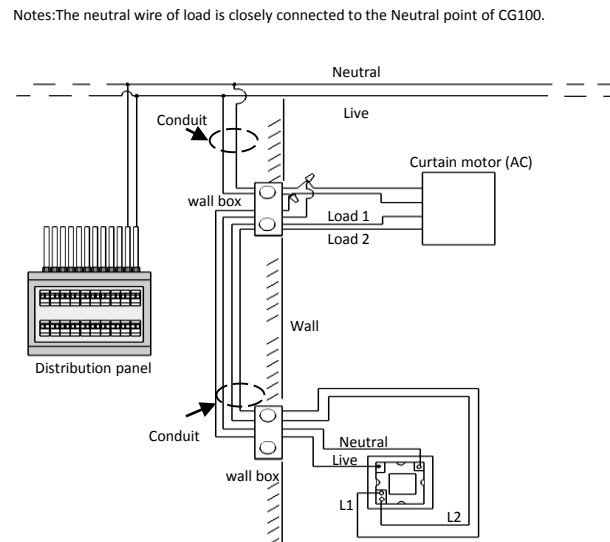 Notes:The neutral wire of load is closely connected to the Neutral point of CG100.
Neutral
Live
Conduit
Curtain motor (AC)
wall box
Load 1
Load 2
Wall
Distribution panel
Conduit
Neutral
Live
wall box
L1
L2